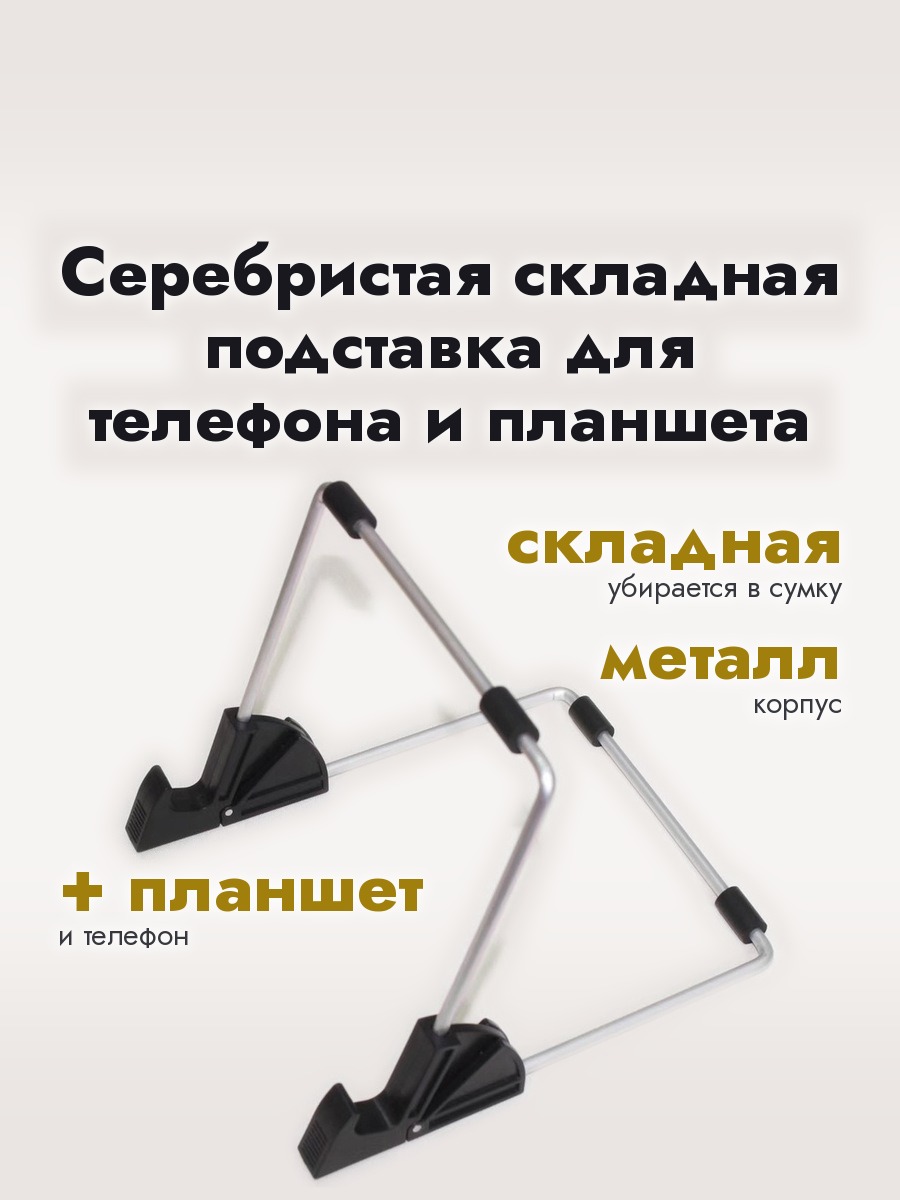 Серебристая складная
подставка для
телефона и планшета
складная
убирается в сумку
металл
корпус
+ планшет
и телефон